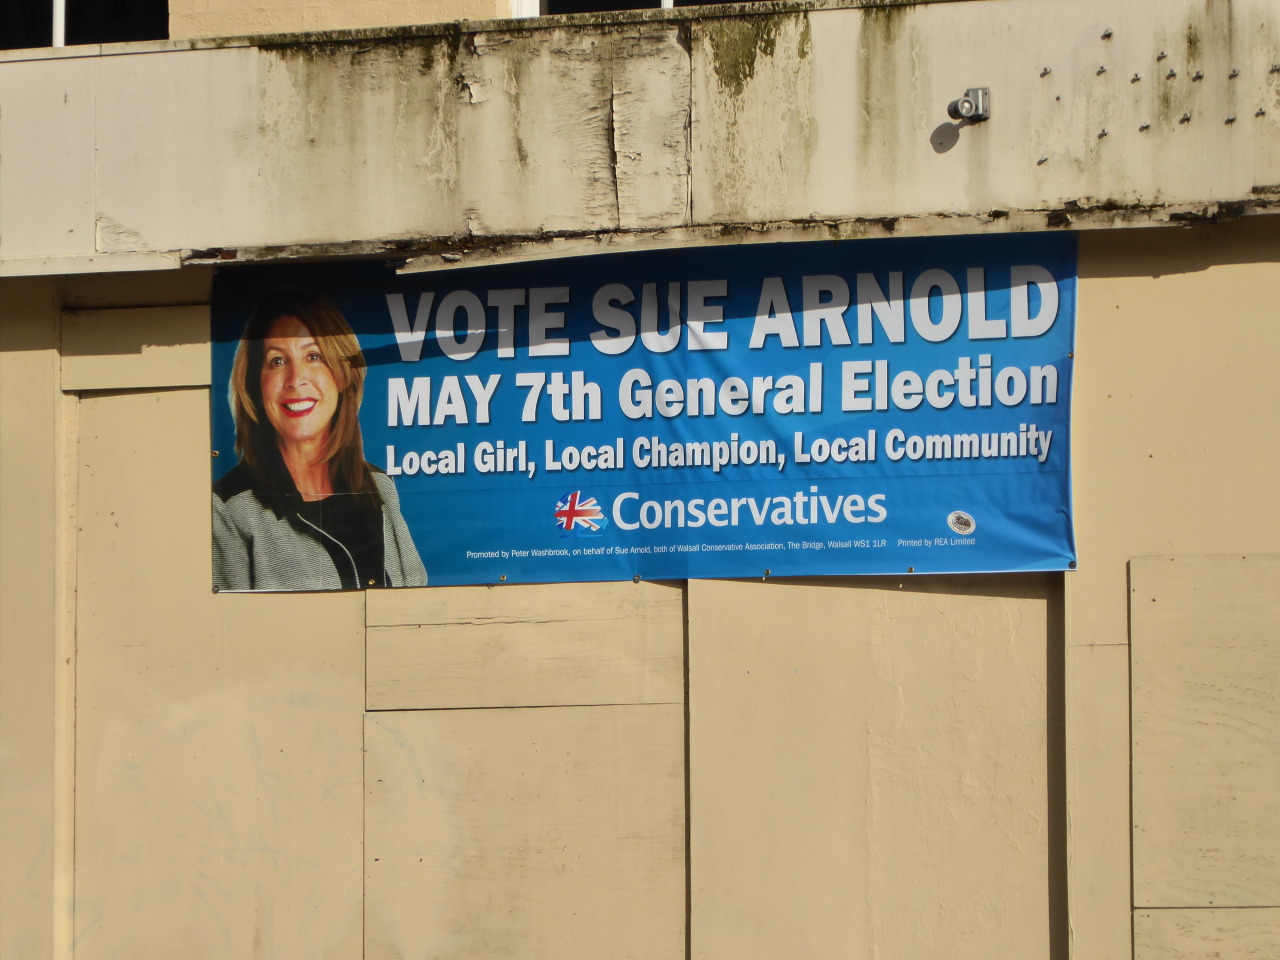 VOTE SUE ARNOLD
MAY 7th General Election
Local Girl, Local Champion, Local Community
Conservatives
Promoted by Peter Washbrook, on behalf of Sue Arnold, both of Walsall Conservative Association, The Bridge, Walsall WS1 1LR Printed by REA Limited